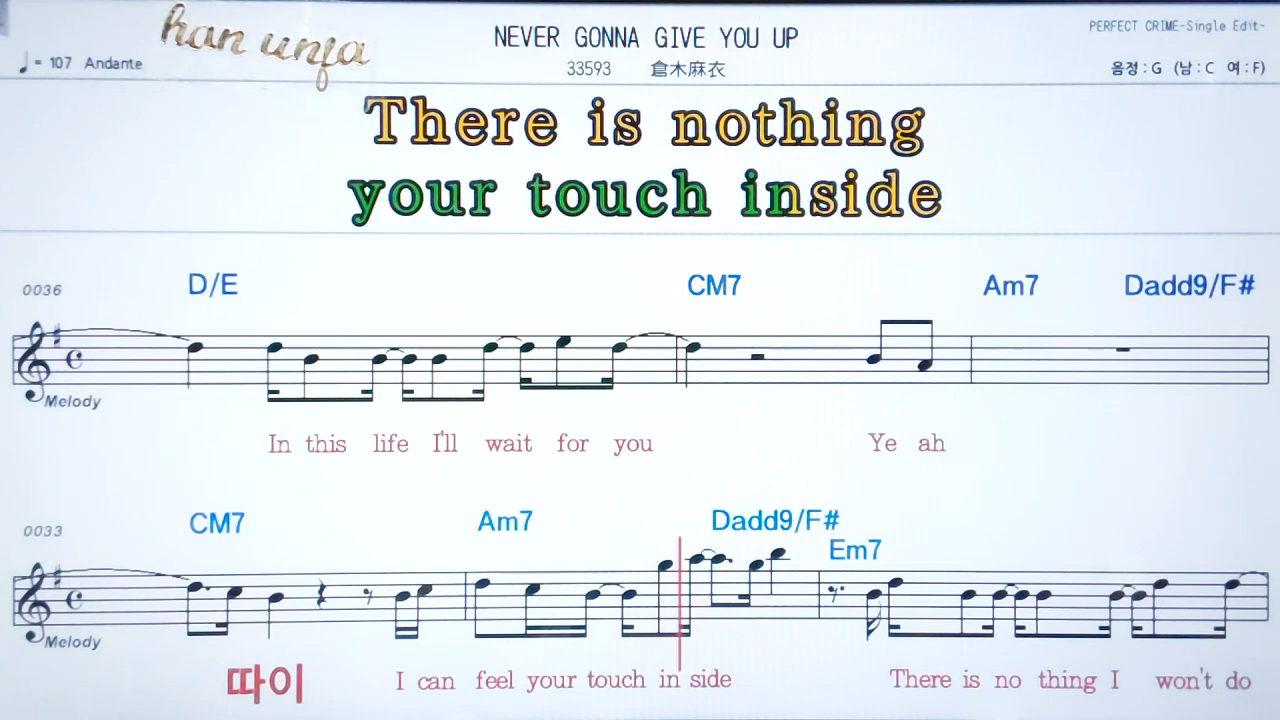 han unfa
NEVER GONNA GIVE YOU UP
PERFECT CRIME-Single Edit-
♩= 107 Andante
33593 倉木麻衣
음정:G (남:C 여:F)
There is nothing
your touch inside
0036 D/E CM7 Am7 Dadd9/F#
Melody
In this life I'll wait for you Ye ah
0033 CM7 Am7 Dadd9/F# Em7
Melody
따이 I can feel your touch in side There is no thing I won't do